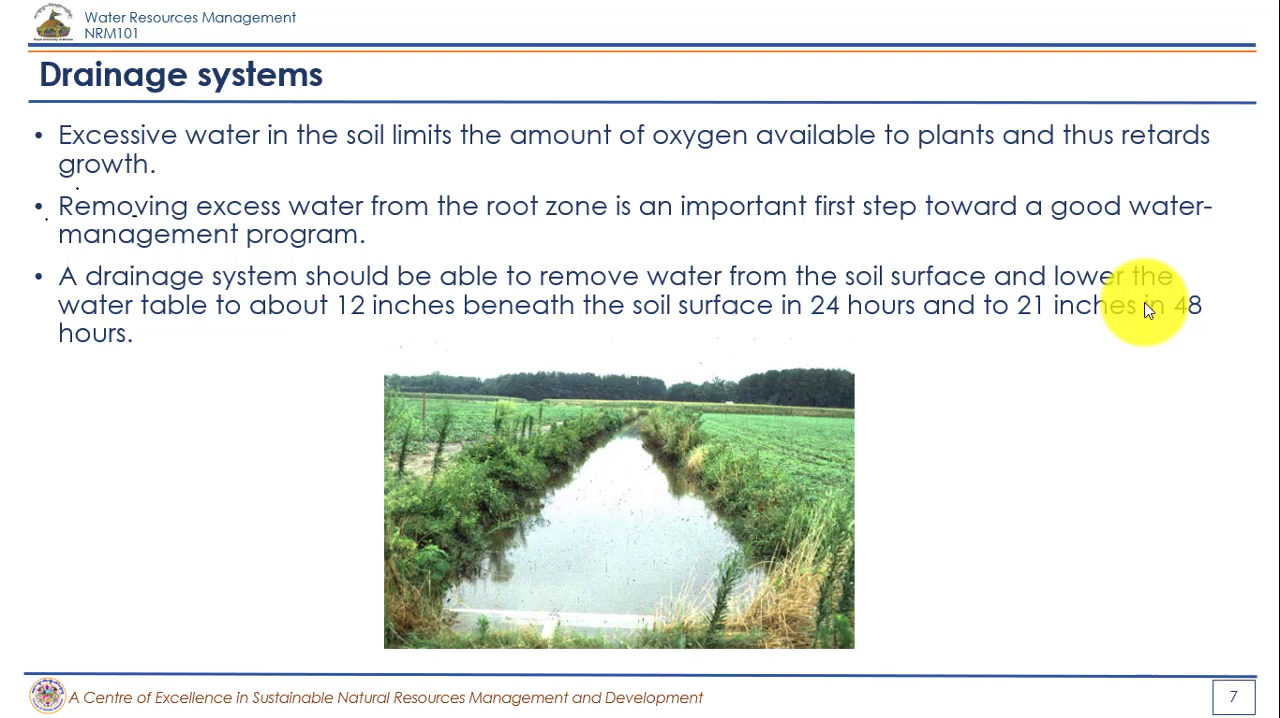 Water Resources Management
NRM101
Drainage systems
• Excessive water in the soil limits the amount of oxygen available to plants and thus retards
growth.
• Removing excess water from the root zone is an important first step toward a good water-
management program.
• A drainage system should be able to remove water from the soil surface and lower the
water table to about 12 inches beneath the soil surface in 24 hours and to 21 inches in 48
hours.
A Centre of Excellence in Sustainable Natural Resources Management and Development
7